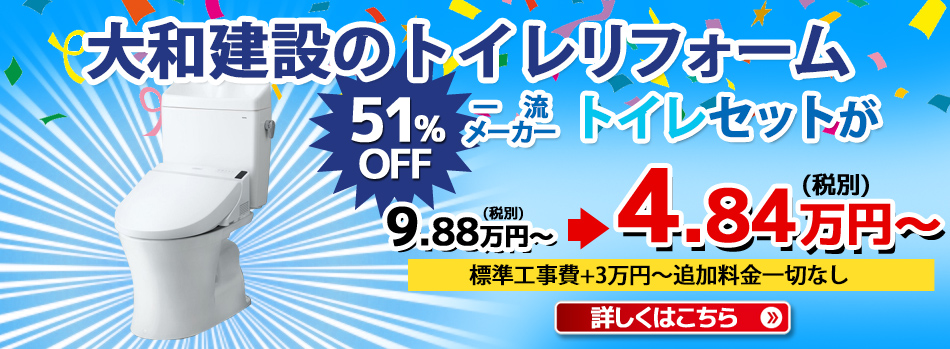 大和建設のトイレリフォーム
51%
OFF
一流
メーカー
トイレセットが
9.88万円～
(税別)
4.84万円～
(税別)
標準工事費+3万円～追加料金一切なし
詳しくはこちら